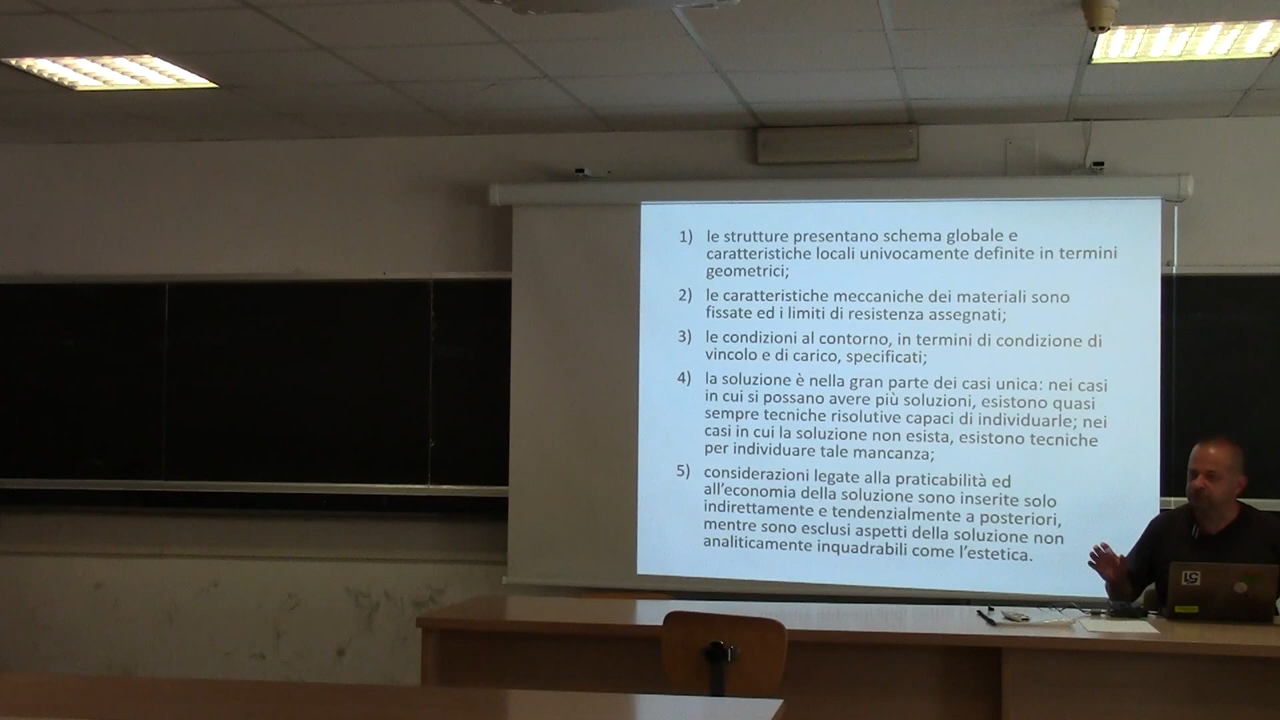 1) le strutture presentano schema globale e
caratteristiche locali univocamente definite in termini
geometrici;
2) le caratteristiche meccaniche dei materiali sono
fissate ed i limiti di resistenza assegnati;
3) le condizioni al contorno, in termini di condizione di
vincolo e di carico, specificati;
4) la soluzione è nella gran parte dei casi unica: nei casi
in cui si possano avere più soluzioni, esistono quasi
sempre tecniche risolutive capaci di individuarle; nei
casi in cui la soluzione non esista, esistono tecniche
per individuare tale mancanza;
5) considerazioni legate alla praticabilità ed
all'economia della soluzione sono inserite solo
indirettamente e tendenzialmente a posteriori,
mentre sono esclusi aspetti della soluzione non
analiticamente inquadrabili come l'estetica.